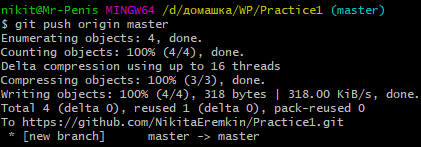 nikit@Mr-Penis MINGW64 /d/домашка/WP/Practice1 (master)
$ git push origin master
Enumerating objects: 4, done.
Counting objects: 100% (4/4), done.
Delta compression using up to 16 threads
Compressing objects: 100% (3/3), done.
Writing objects: 100% (4/4), 318 bytes | 318.00 KiB/s, done.
Total 4 (delta 0), reused 1 (delta 0), pack-reused 0
To https://github.com/NikitaEremkin/Practice1.git
 * [new branch]      master -> master